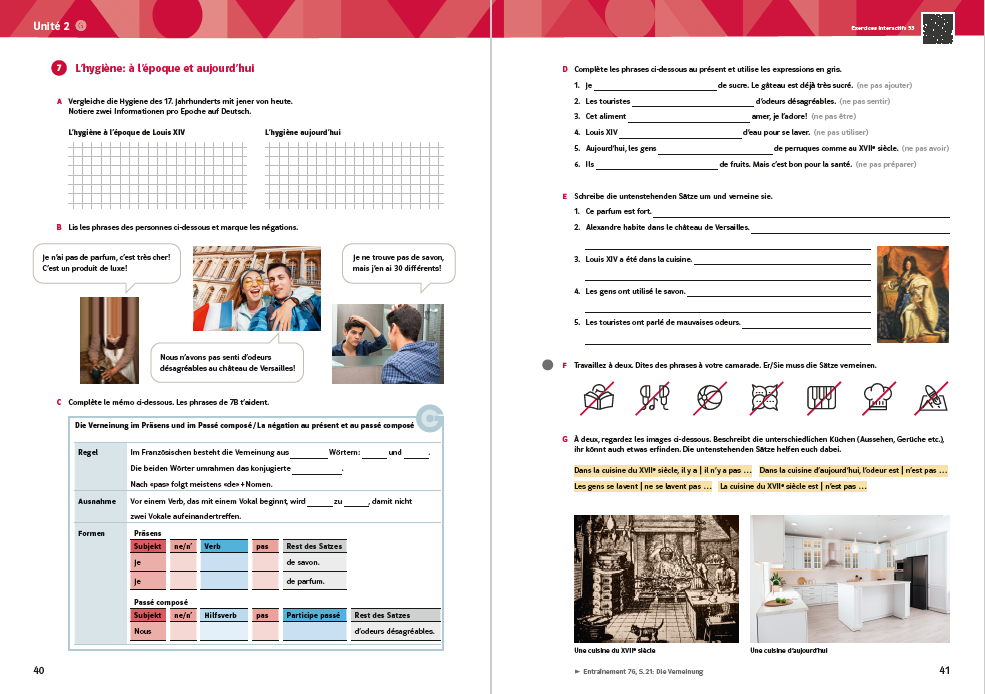 Unité 2 G
7 L'hygiène: à l'époque et aujourd'hui
A Vergleiche die Hygiene des 17. Jahrhunderts mit jener von heute.
Notiere zwei Informationen pro Epoche auf Deutsch.
L'hygiène à l'époque de Louis XIV
L'hygiène aujourd'hui
B Lis les phrases des personnes ci-dessous et marque les négations.
Je n'ai pas de parfum, c'est très cher!
C'est un produit de luxe!
Je ne trouve pas de savon,
mais j'en ai 30 différents!
Nous n'avons pas senti d'odeurs
désagréables au château de Versailles!
C Complète le mémo ci-dessous. Les phrases de 7B t'aident.
Die Verneinung im Präsens und im Passé composé / La négation au présent et au passé composé
Regel
Im Französischen besteht die Verneinung aus ______ Wörtern: ______ und ______.
Die beiden Wörter umrahmen das konjugierte ______.
Nach «pas» folgt meistens «de» + Nomen.
Ausnahme
Vor einem Verb, das mit einem Vokal beginnt, wird ______ zu ______, damit nicht
zwei Vokale aufeinandertreffen.
Formen
Präsens
Subjekt ne/n' Verb pas Rest des Satzes
Je de savon.
Je de parfum.
Passé composé
Subjekt ne/n' Hilfsverb pas Participe passé Rest des Satzes
Nous d'odeurs désagréables.
40
Exercices interactifs 53
D Complète les phrases ci-dessous au présent et utilise les expressions en gris.
1. Je ______ de sucre. Le gâteau est déjà très sucré. (ne pas ajouter)
2. Les touristes ______ d'odeurs désagréables. (ne pas sentir)
3. Cet aliment ______ amer, je l'adore! (ne pas être)
4. Louis XIV ______ d'eau pour se laver. (ne pas utiliser)
5. Aujourd'hui, les gens ______ de perruques comme au XVIIᵉ siècle. (ne pas avoir)
6. Ils ______ de fruits. Mais c'est bon pour la santé. (ne pas préparer)
E Schreibe die untenstehenden Sätze um und verneine sie.
1. Ce parfum est fort.
2. Alexandre habite dans le château de Versailles.
3. Louis XIV a été dans la cuisine.
4. Les gens ont utilisé le savon.
5. Les touristes ont parlé de mauvaises odeurs.
F Travaillez à deux. Dites des phrases à votre camarade. Er/Sie muss die Sätze verneinen.
G À deux, regardez les images ci-dessous. Beschreibt die unterschiedlichen Küchen (Aussehen, Gerüche etc.),
ihr könnt auch etwas erfinden. Die untenstehenden Sätze helfen euch dabei.
Dans la cuisine du XVIIᵉ siècle, il y a | il n'y a pas … Dans la cuisine d'aujourd'hui, l'odeur est | n'est pas …
Les gens se lavent | ne se lavent pas … La cuisine du XVIIᵉ siècle est | n'est pas …
Une cuisine du XVIIᵉ siècle
Une cuisine d'aujourd'hui
► Entraînement 76, S. 21: Die Verneinung
41